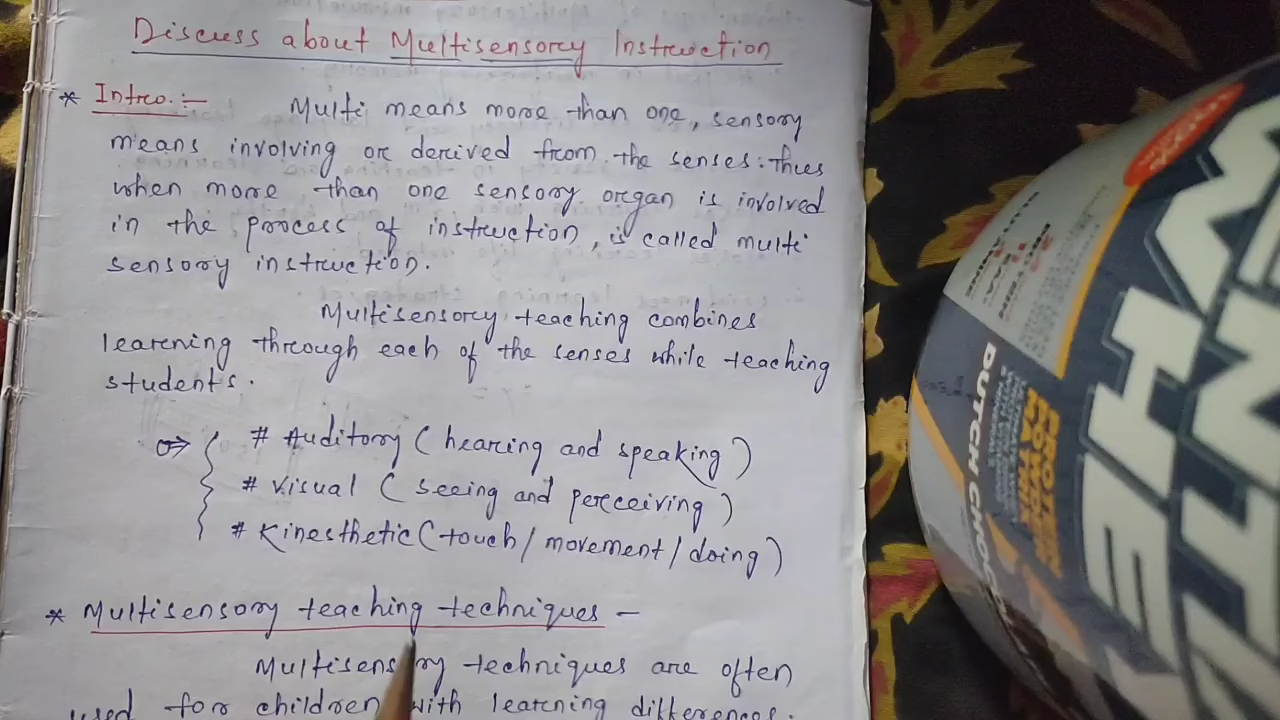 Discuss about Multisensory Instruction
* Intro. :-
Multi means more than one, sensory
means involving or derived from the senses. Thus
when more than one sensory organ is involved
in the process of instruction, is called multi
sensory instruction.
Multisensory teaching combines
learning through each of the senses while teaching
students.
⇒ { # Auditory (hearing and speaking)
# Visual (seeing and perceiving)
# Kinesthetic (touch/movement/doing)
* Multisensory teaching techniques -
Multisensory techniques are often
used for children with learning differences.
WHE
DUTCH CHOC